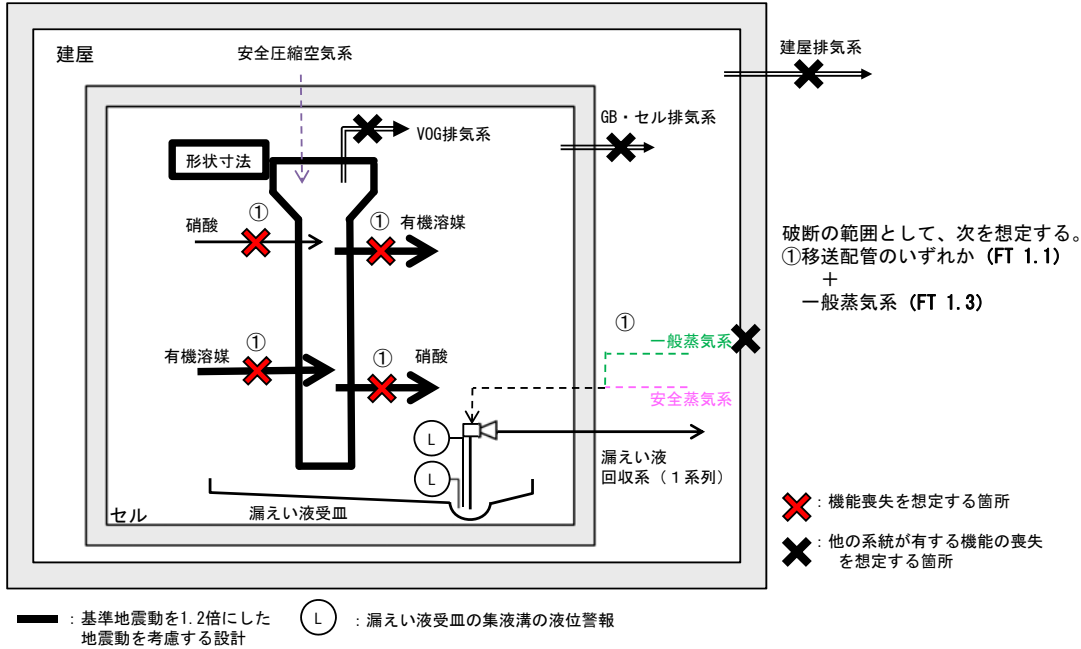 建屋
安全圧縮空気系
建屋排気系
GB・セル排気系
VOG排気系
形状寸法
硝酸
①
①
有機溶媒
破断の範囲として、次を想定する。
①移送配管のいずれか (FT 1.1)
＋
一般蒸気系 (FT 1.3)
①
一般蒸気系
有機溶媒
①
①
硝酸
安全蒸気系
L
L
漏えい液
回収系（１系列）
セル
漏えい液受皿
：機能喪失を想定する箇所
：他の系統が有する機能の喪失
を想定する箇所
：基準地震動を1.2倍にした
地震動を考慮する設計
L
：漏えい液受皿の集液溝の液位警報